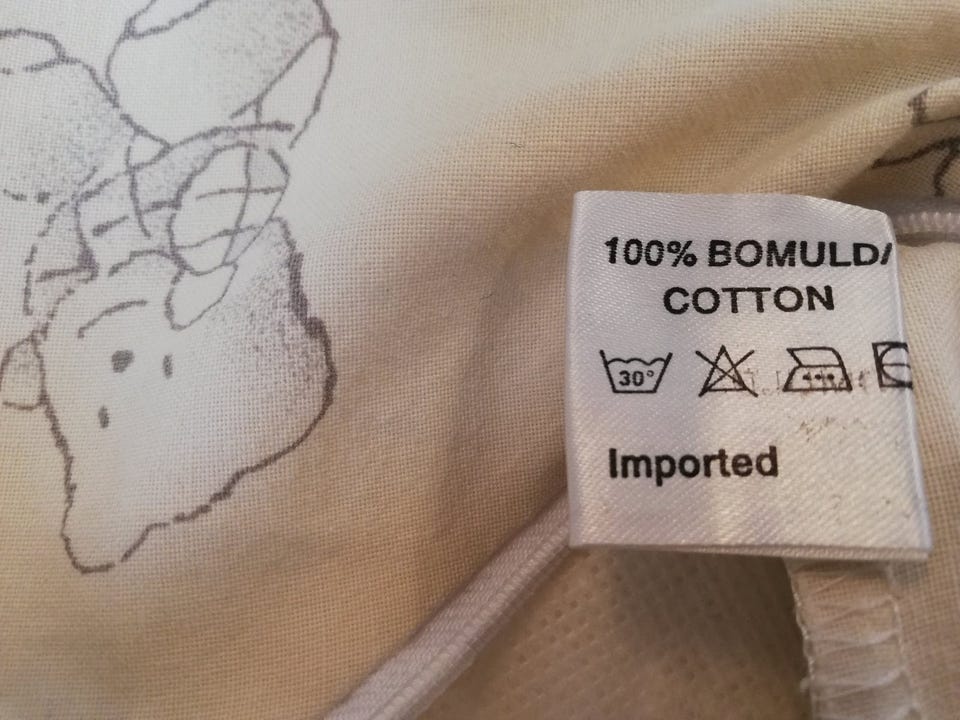 100% BOMULD/
COTTON
30°
Imported